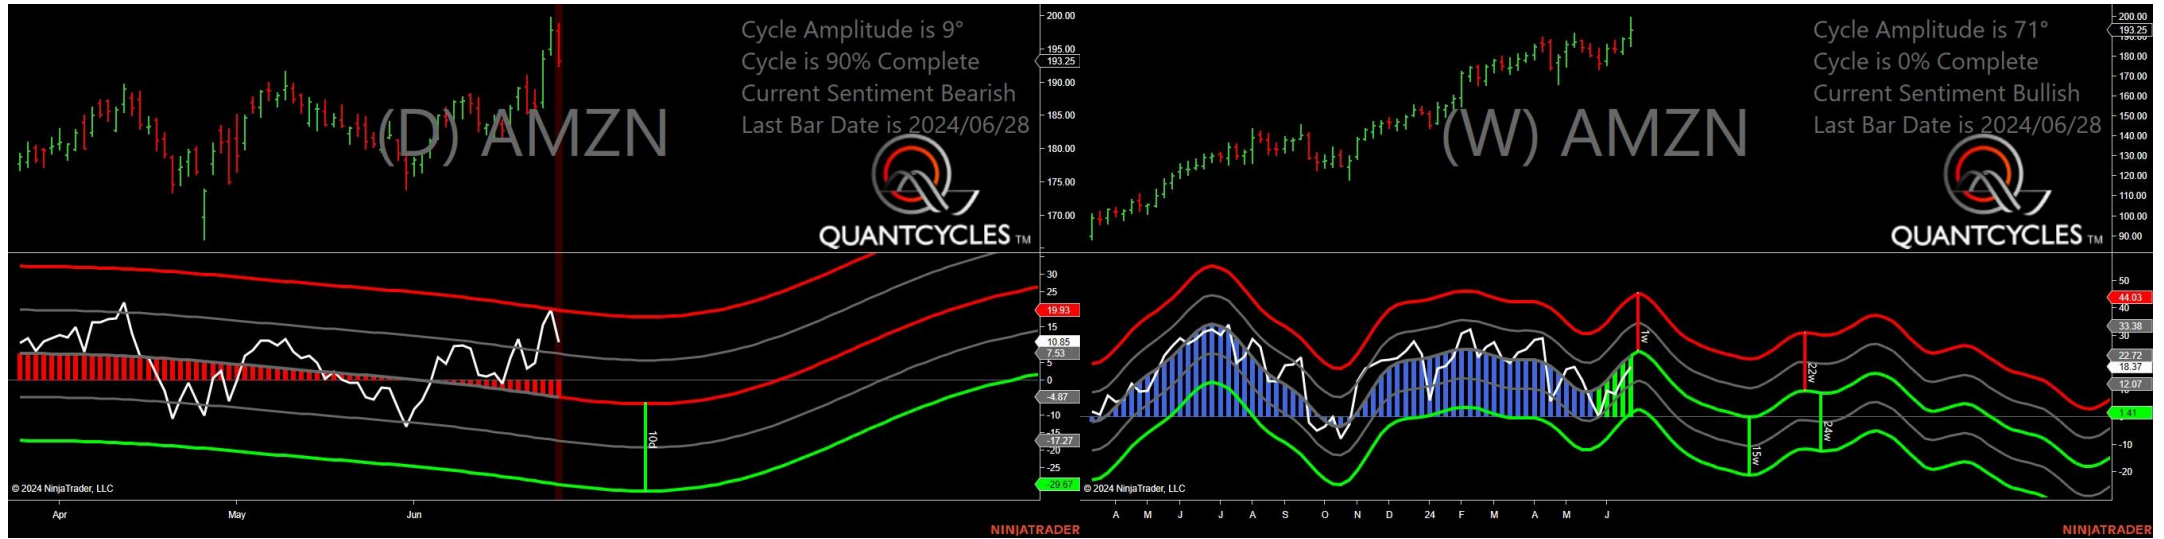 Cycle Amplitude is 9°
Cycle is 90% Complete
Current Sentiment Bearish
Last Bar Date is 2024/06/28
(D) AMZN
QUANTCYCLES TM
200.00
195.00
193.25
190.00
185.00
180.00
175.00
170.00
30
25
19.93
15
10.85
7.53
5
0
-4.87
-10
-15
-17.27
-20
-25
-29.67
10d
© 2024 NinjaTrader, LLC
Apr May Jun
NINJATRADER
Cycle Amplitude is 71°
Cycle is 0% Complete
Current Sentiment Bullish
Last Bar Date is 2024/06/28
(W) AMZN
QUANTCYCLES TM
200.00
193.25
180.00
170.00
160.00
150.00
140.00
130.00
120.00
110.00
100.00
90.00
50
44.03
40
33.38
30
22.72
18.37
12.07
1.41
-10
-20
1w
22w
15w
24w
© 2024 NinjaTrader, LLC
A M J J A S O N D 24 F M A M J
NINJATRADER